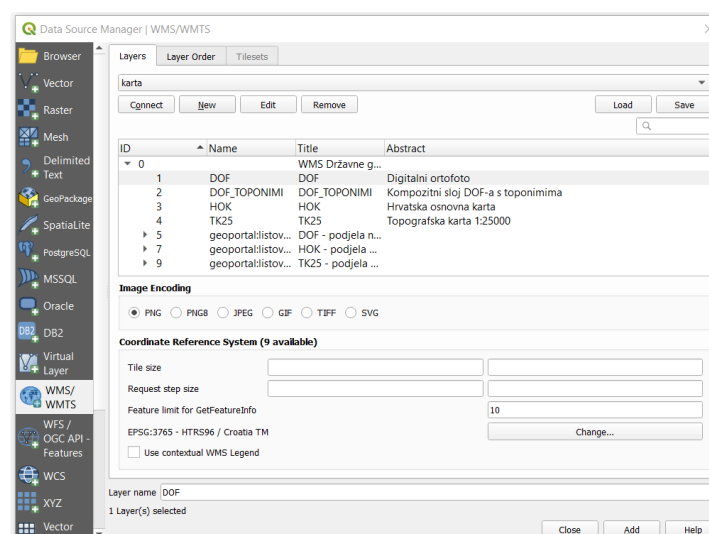 Data Source Manager | WMS/WMTS
Browser
Vector
Raster
Mesh
Delimited
Text
GeoPackage
SpatiaLite
PostgreSQL
MSSQL
Oracle
DB2
DB2
Virtual
Layer
WMS/
WMTS
WFS /
OGC API -
Features
WCS
XYZ
Vector
Layers Layer Order Tilesets
karta
Connect New Edit Remove Load Save
ID Name Title Abstract
0 WMS Državne g...
1 DOF DOF Digitalni ortofoto
2 DOF_TOPONIMI DOF_TOPONIMI Kompozitni sloj DOF-a s toponimima
3 HOK HOK Hrvatska osnovna karta
4 TK25 TK25 Topografska karta 1:25000
5 geoportal:listov... DOF - podjela n...
7 geoportal:listov... HOK - podjela ...
9 geoportal:listov... TK25 - podjela ...
Image Encoding
PNG PNG8 JPEG GIF TIFF SVG
Coordinate Reference System (9 available)
Tile size
Request step size
Feature limit for GetFeatureInfo 10
EPSG:3765 - HTRS96 / Croatia TM Change...
Use contextual WMS Legend
Layer name DOF
1 Layer(s) selected
Close Add Help